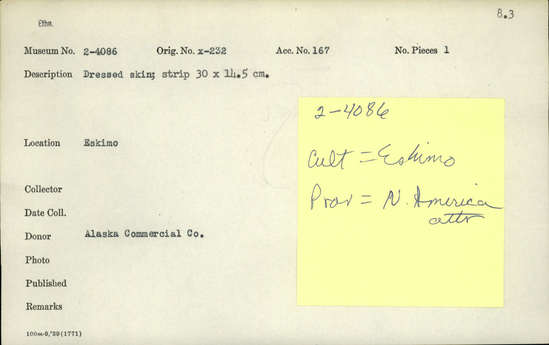 Ethn.
8.3
Museum No. 2-4086 Orig. No. x-232 Acc. No. 167 No. Pieces 1
Description Dressed skin; strip 30 x 14.5 cm.
2-4086
Location Eskimo
Cult = Eskimo
Prov = N. America
attr
Collector
Date Coll.
Donor Alaska Commercial Co.
Photo
Published
Remarks
100m-9,'29(1771)